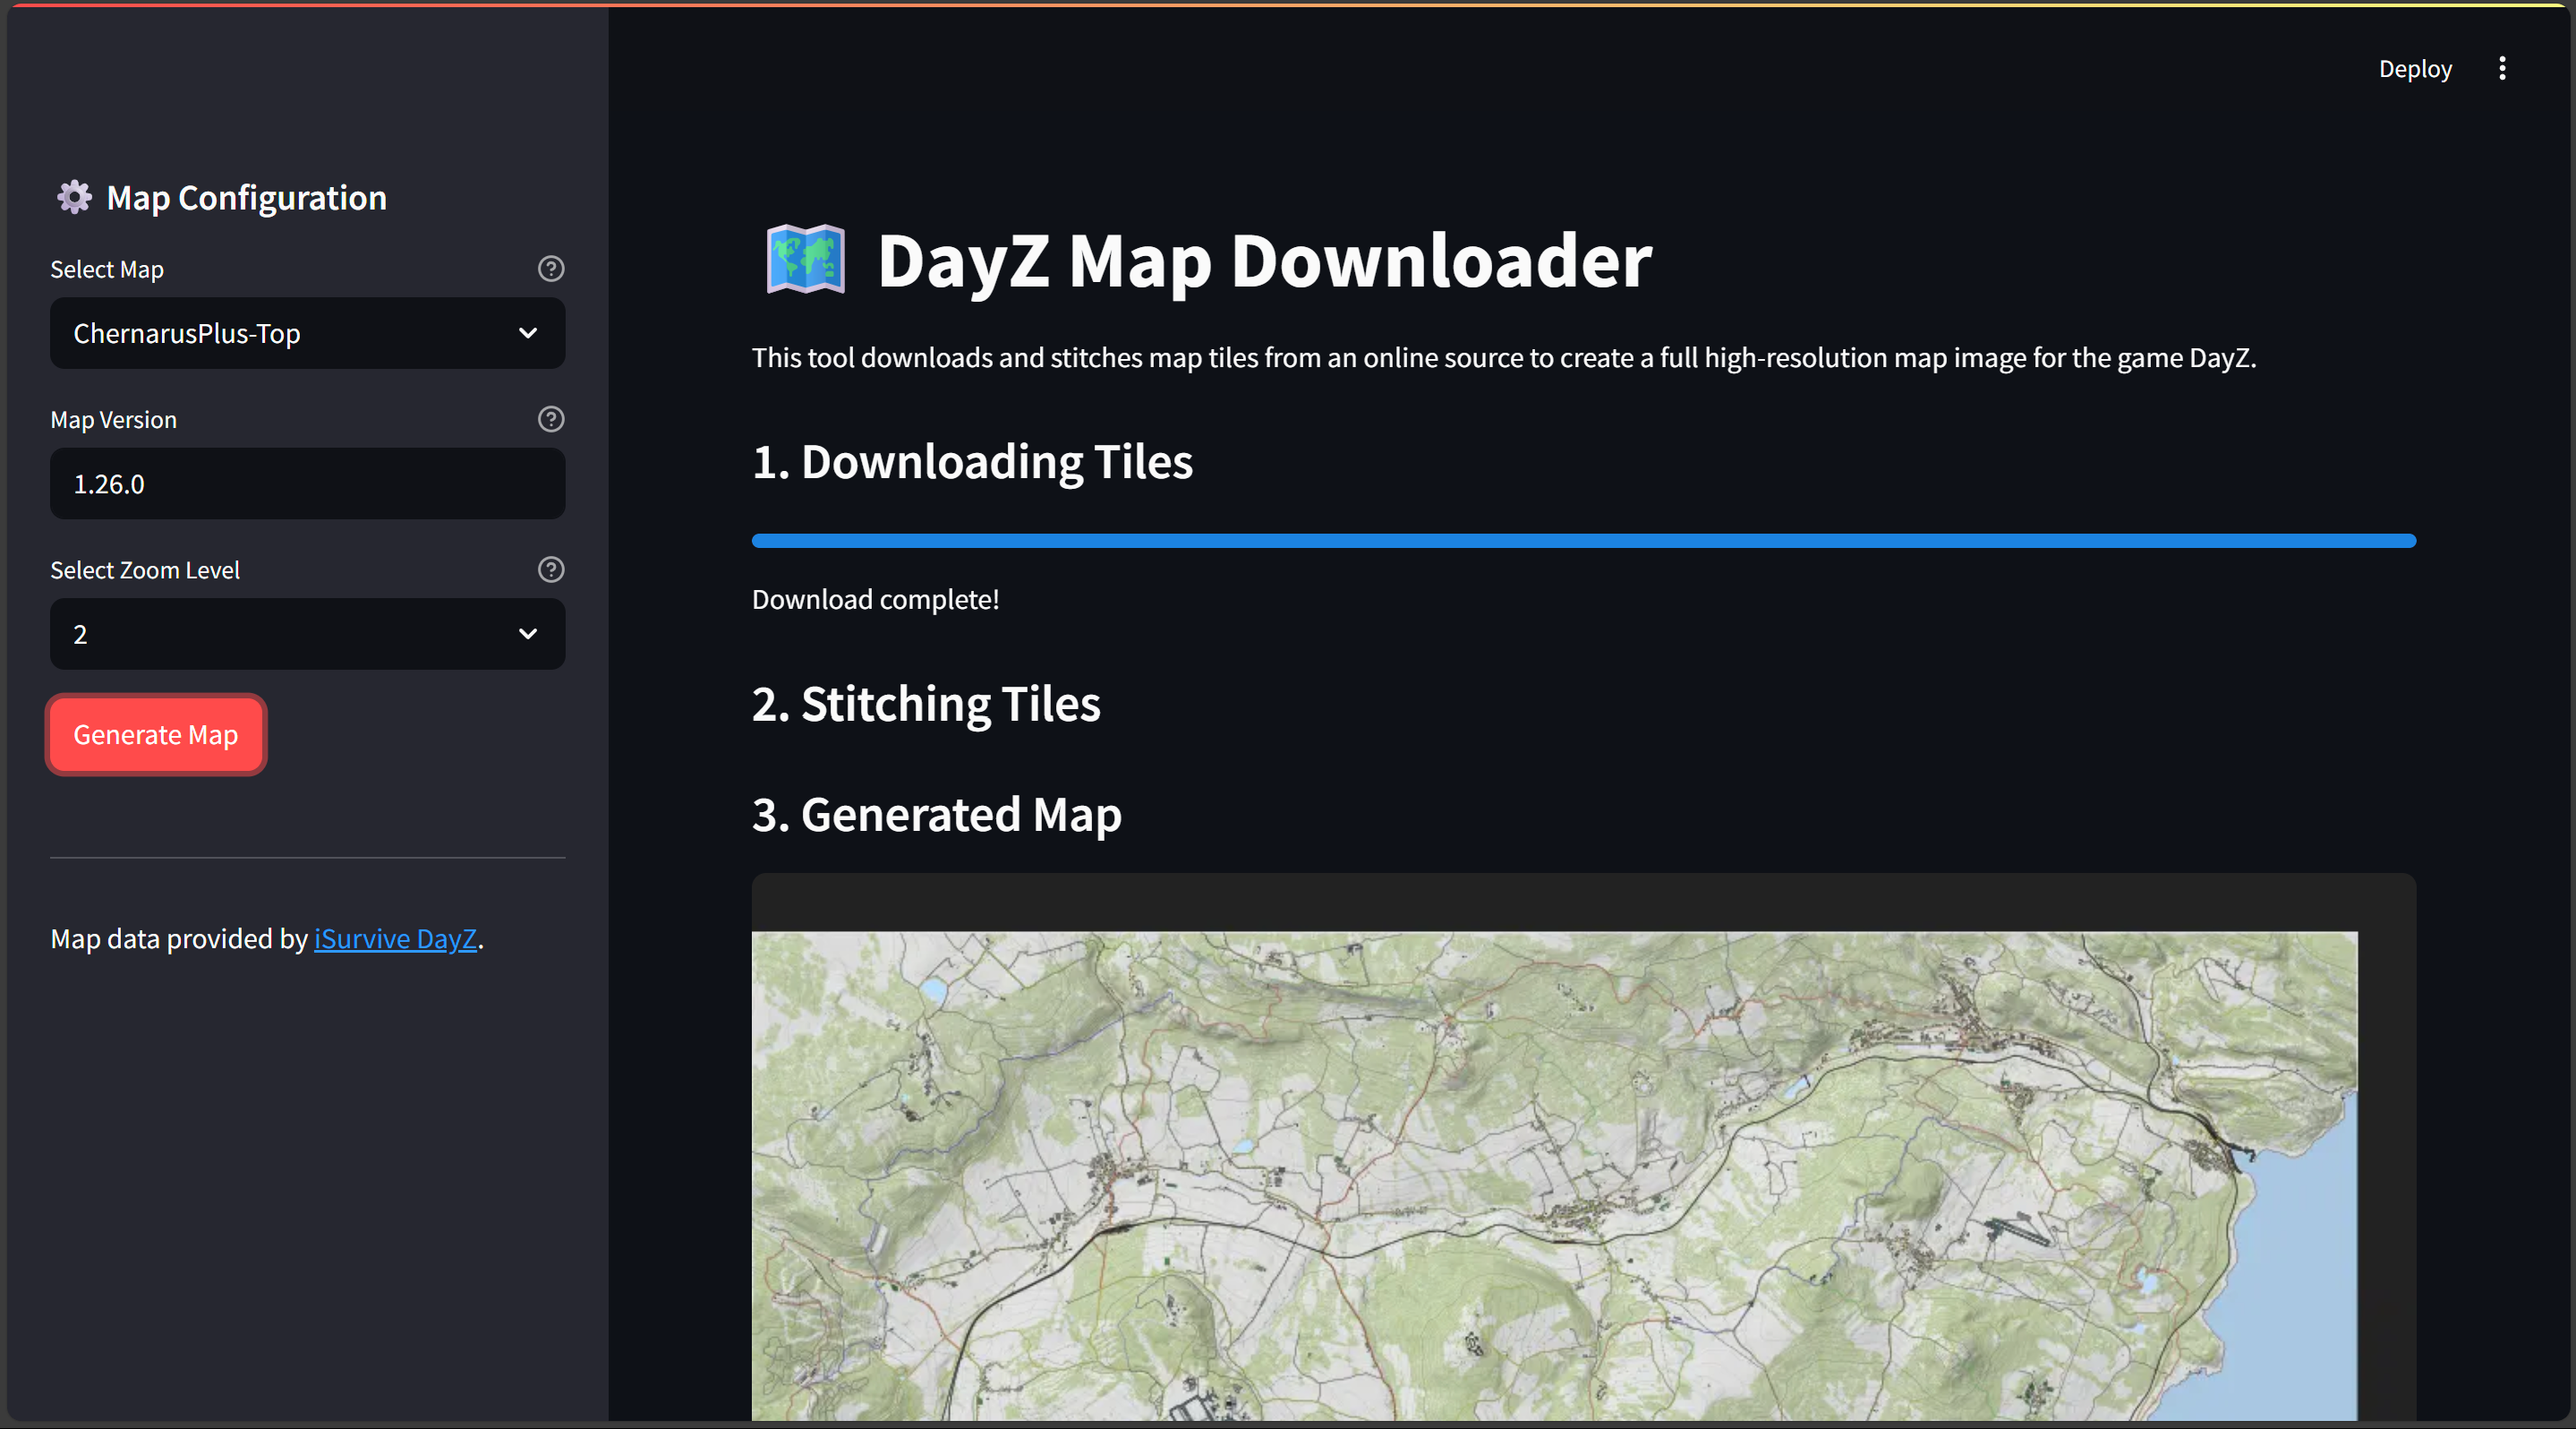 Deploy
Map Configuration
Select Map
ChernarusPlus-Top
Map Version
1.26.0
Select Zoom Level
2
Generate Map
Map data provided by iSurvive DayZ.
DayZ Map Downloader
This tool downloads and stitches map tiles from an online source to create a full high-resolution map image for the game DayZ.
1. Downloading Tiles
Download complete!
2. Stitching Tiles
3. Generated Map